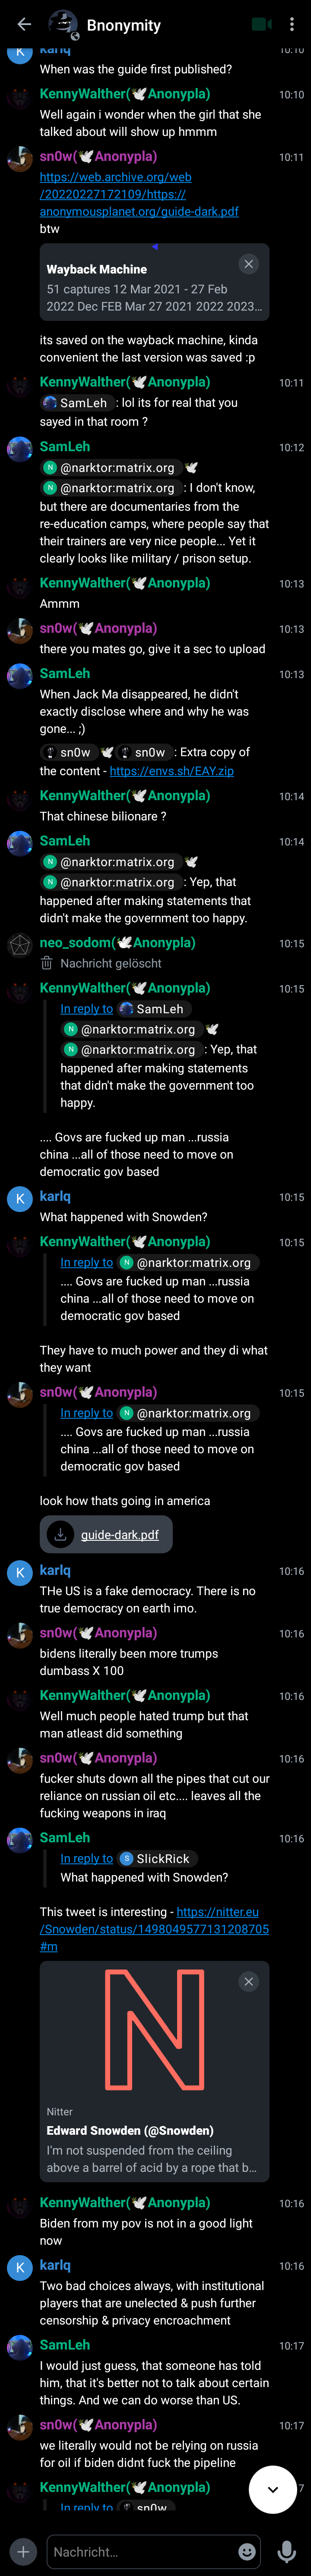 Bnonymity
karlq
10:10
When was the guide first published?
KennyWalther(🕊Anonypla)
10:10
Well again i wonder when the girl that she
talked about will show up hmmm
sn0w(🕊Anonypla)
10:11
https://web.archive.org/web
/20220227172109/https://
anonymousplanet.org/guide-dark.pdf
btw
Wayback Machine
51 captures 12 Mar 2021 - 27 Feb
2022 Dec FEB Mar 27 2021 2022 2023...
its saved on the wayback machine, kinda
convenient the last version was saved :p
KennyWalther(🕊Anonypla)
10:11
SamLeh : lol its for real that you
sayed in that room ?
SamLeh
10:12
N @narktor:matrix.org 🕊
N @narktor:matrix.org : I don't know,
but there are documentaries from the
re-education camps, where people say that
their trainers are very nice people... Yet it
clearly looks like military / prison setup.
KennyWalther(🕊Anonypla)
10:13
Ammm
sn0w(🕊Anonypla)
10:13
there you mates go, give it a sec to upload
SamLeh
10:13
When Jack Ma disappeared, he didn't
exactly disclose where and why he was
gone... ;)
sn0w 🕊 sn0w : Extra copy of
the content - https://envs.sh/EAY.zip
KennyWalther(🕊Anonypla)
10:14
That chinese bilionare ?
SamLeh
10:14
N @narktor:matrix.org 🕊
N @narktor:matrix.org : Yep, that
happened after making statements that
didn't make the government too happy.
neo_sodom(🕊Anonypla)
10:15
Nachricht gelöscht
KennyWalther(🕊Anonypla)
10:15
In reply to SamLeh
N @narktor:matrix.org 🕊
N @narktor:matrix.org : Yep, that
happened after making statements
that didn't make the government too
happy.
.... Govs are fucked up man ...russia
china ...all of those need to move on
democratic gov based
K karlq
10:15
What happened with Snowden?
KennyWalther(🕊Anonypla)
10:15
In reply to N @narktor:matrix.org
.... Govs are fucked up man ...russia
china ...all of those need to move on
democratic gov based
They have to much power and they di what
they want
sn0w(🕊Anonypla)
10:15
In reply to N @narktor:matrix.org
.... Govs are fucked up man ...russia
china ...all of those need to move on
democratic gov based
look how thats going in america
guide-dark.pdf
K karlq
10:16
THe US is a fake democracy. There is no
true democracy on earth imo.
sn0w(🕊Anonypla)
10:16
bidens literally been more trumps
dumbass X 100
KennyWalther(🕊Anonypla)
10:16
Well much people hated trump but that
man atleast did something
sn0w(🕊Anonypla)
10:16
fucker shuts down all the pipes that cut our
reliance on russian oil etc.... leaves all the
fucking weapons in iraq
SamLeh
10:16
In reply to S SlickRick
What happened with Snowden?
This tweet is interesting - https://nitter.eu
/Snowden/status/1498049577131208705
#m
N
Nitter
Edward Snowden (@Snowden)
I'm not suspended from the ceiling
above a barrel of acid by a rope that b...
KennyWalther(🕊Anonypla)
10:16
Biden from my pov is not in a good light
now
K karlq
10:16
Two bad choices always, with institutional
players that are unelected & push further
censorship & privacy encroachment
SamLeh
10:17
I would just guess, that someone has told
him, that it's better not to talk about certain
things. And we can do worse than US.
sn0w(🕊Anonypla)
10:17
we literally would not be relying on russia
for oil if biden didnt fuck the pipeline
KennyWalther(🕊Anonypla)
7
In reply to sn0w
Nachricht...